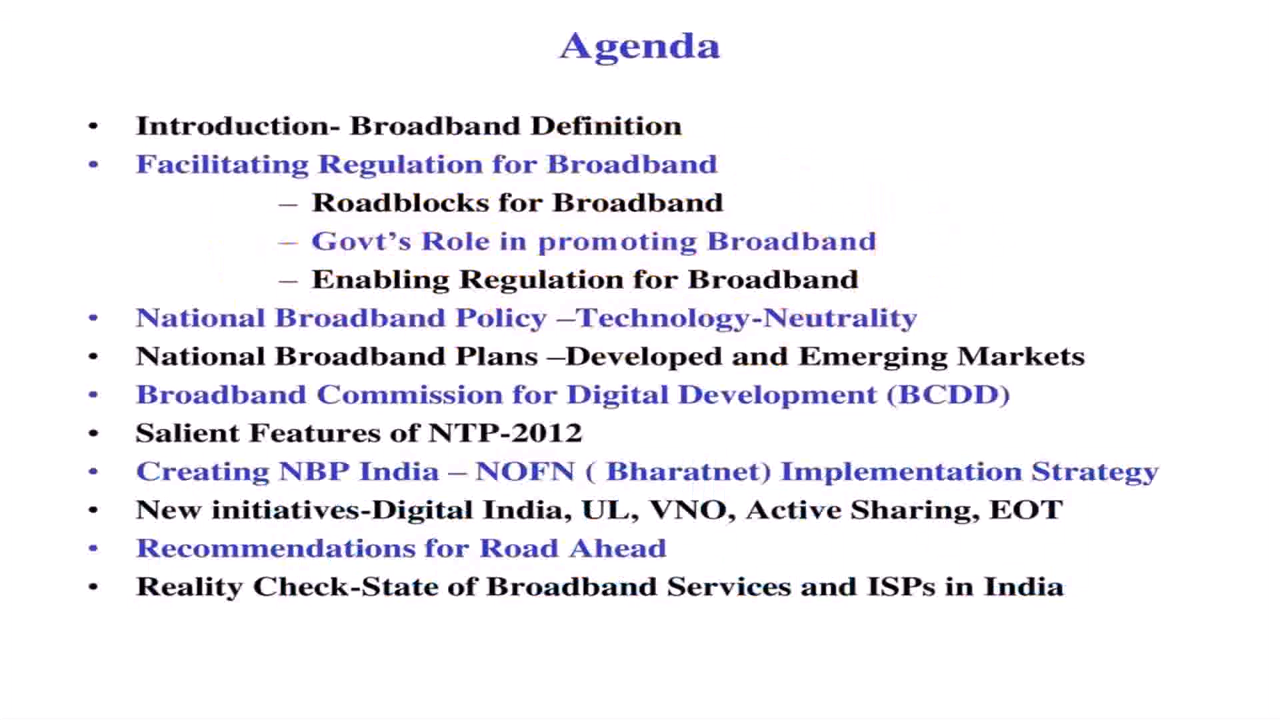 Agenda
• Introduction- Broadband Definition
• Facilitating Regulation for Broadband
– Roadblocks for Broadband
– Govt’s Role in promoting Broadband
– Enabling Regulation for Broadband
• National Broadband Policy –Technology-Neutrality
• National Broadband Plans –Developed and Emerging Markets
• Broadband Commission for Digital Development (BCDD)
• Salient Features of NTP-2012
• Creating NBP India – NOFN ( Bharatnet) Implementation Strategy
• New initiatives-Digital India, UL, VNO, Active Sharing, EOT
• Recommendations for Road Ahead
• Reality Check-State of Broadband Services and ISPs in India